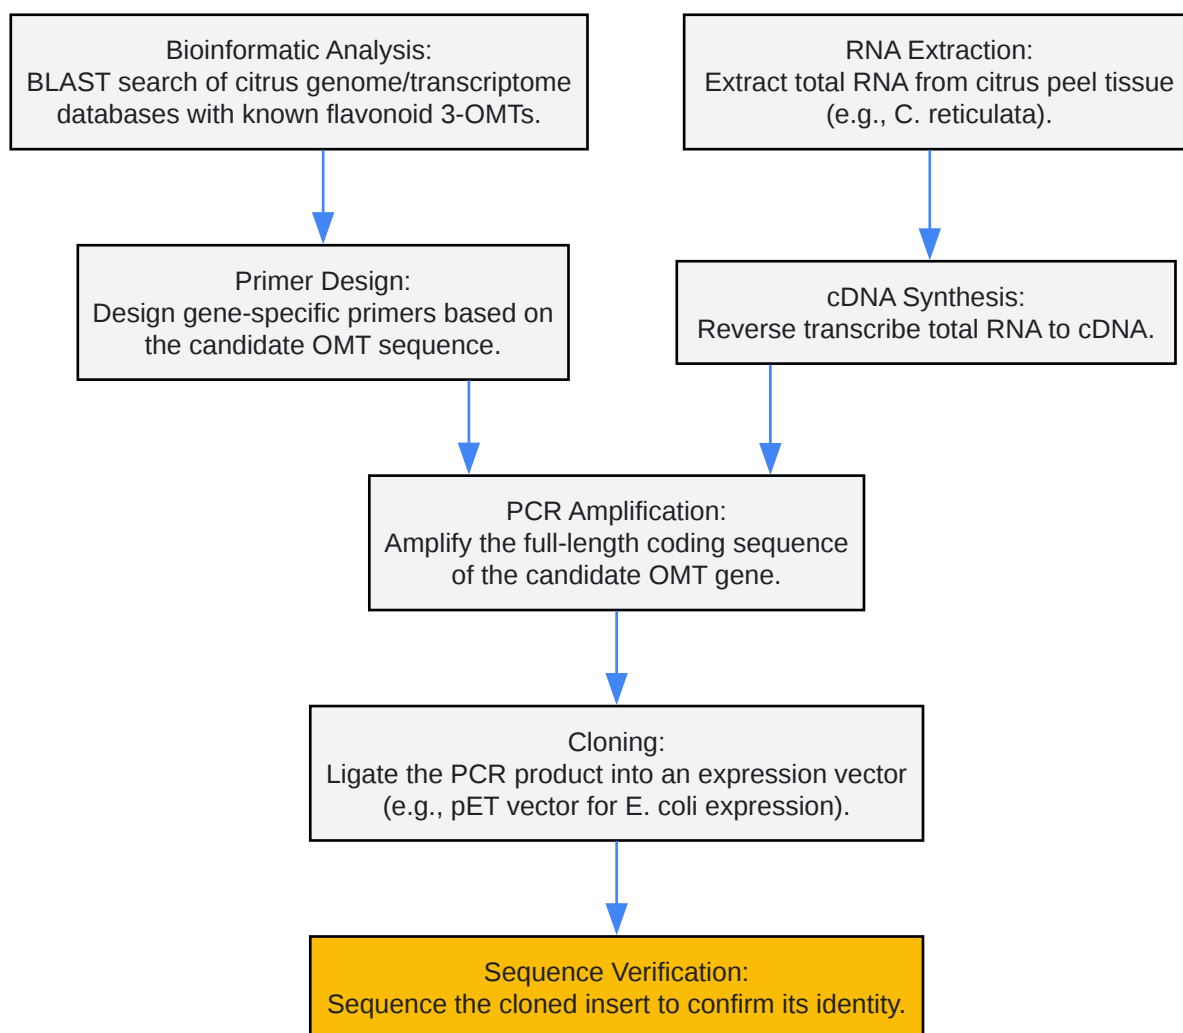 Bioinformatic Analysis:
BLAST search of citrus genome/transcriptome
databases with known flavonoid 3-OMTs.
RNA Extraction:
Extract total RNA from citrus peel tissue
(e.g., C. reticulata).
Primer Design:
Design gene-specific primers based on
the candidate OMT sequence.
cDNA Synthesis:
Reverse transcribe total RNA to cDNA.
PCR Amplification:
Amplify the full-length coding sequence
of the candidate OMT gene.
Cloning:
Ligate the PCR product into an expression vector
(e.g., pET vector for E. coli expression).
Sequence Verification:
Sequence the cloned insert to confirm its identity.